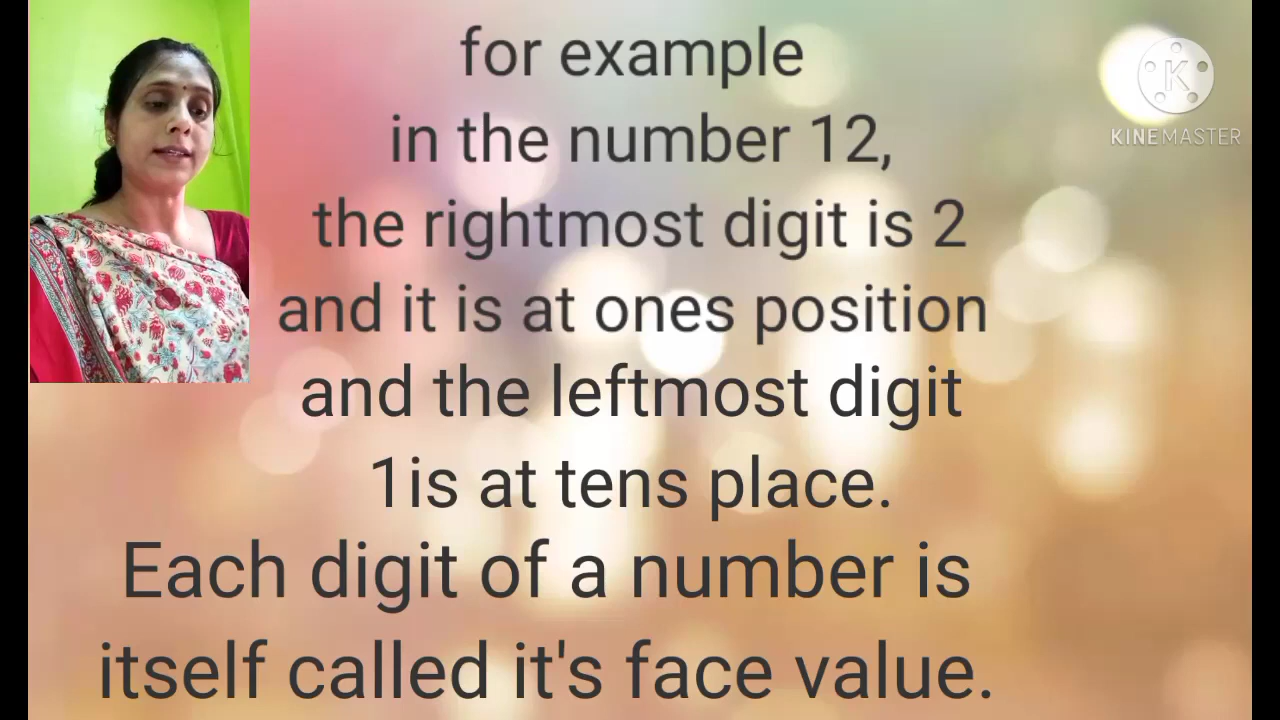 for example
in the number 12,
the rightmost digit is 2
and it is at ones position
and the leftmost digit
1is at tens place.
Each digit of a number is
itself called it's face value.
K
KINEMASTER